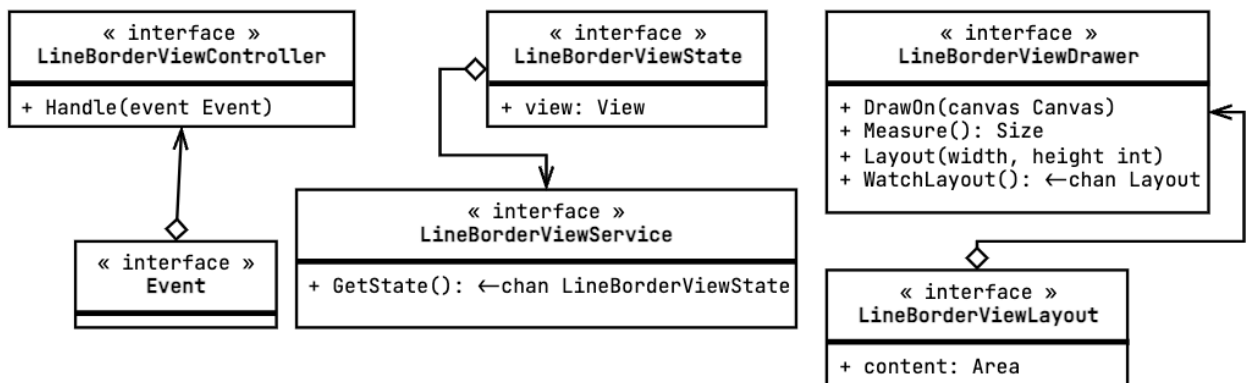 « interface »
LineBorderViewController
+ Handle(event Event)
« interface »
Event
« interface »
LineBorderViewState
+ view: View
« interface »
LineBorderViewService
+ GetState(): ←chan LineBorderViewState
« interface »
LineBorderViewDrawer
+ DrawOn(canvas Canvas)
+ Measure(): Size
+ Layout(width, height int)
+ WatchLayout(): ←chan Layout
« interface »
LineBorderViewLayout
+ content: Area